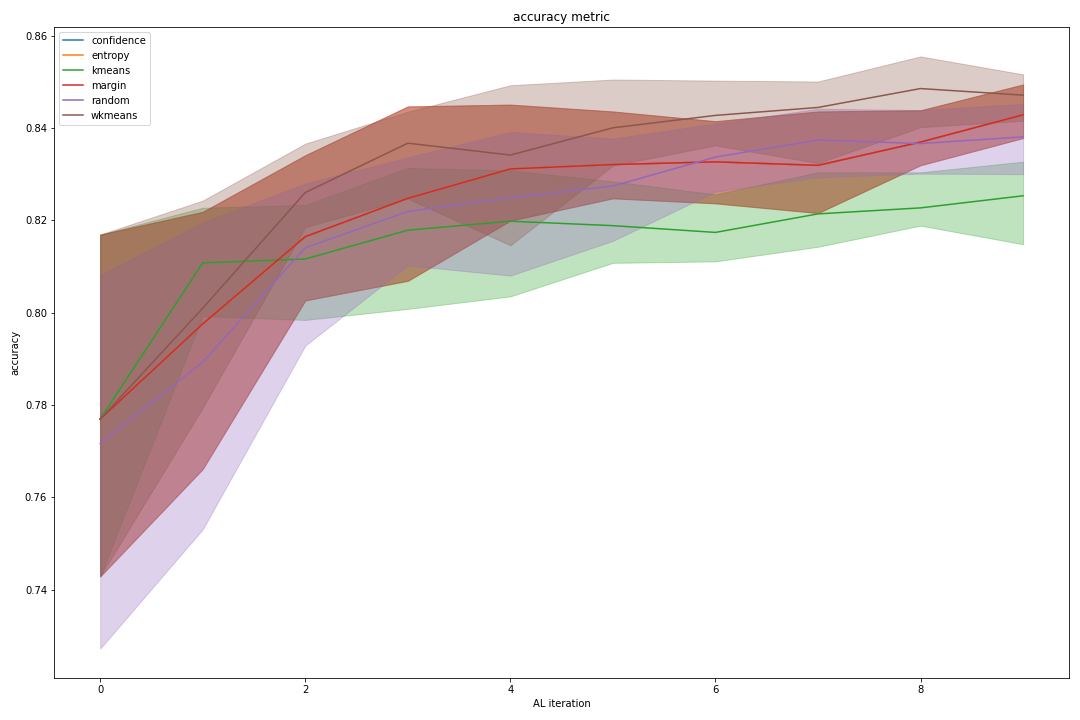 accuracy metric
confidence
entropy
kmeans
margin
random
wkmeans
accuracy
0.86
0.84
0.82
0.80
0.78
0.76
0.74
0 2 4 6 8
AL iteration